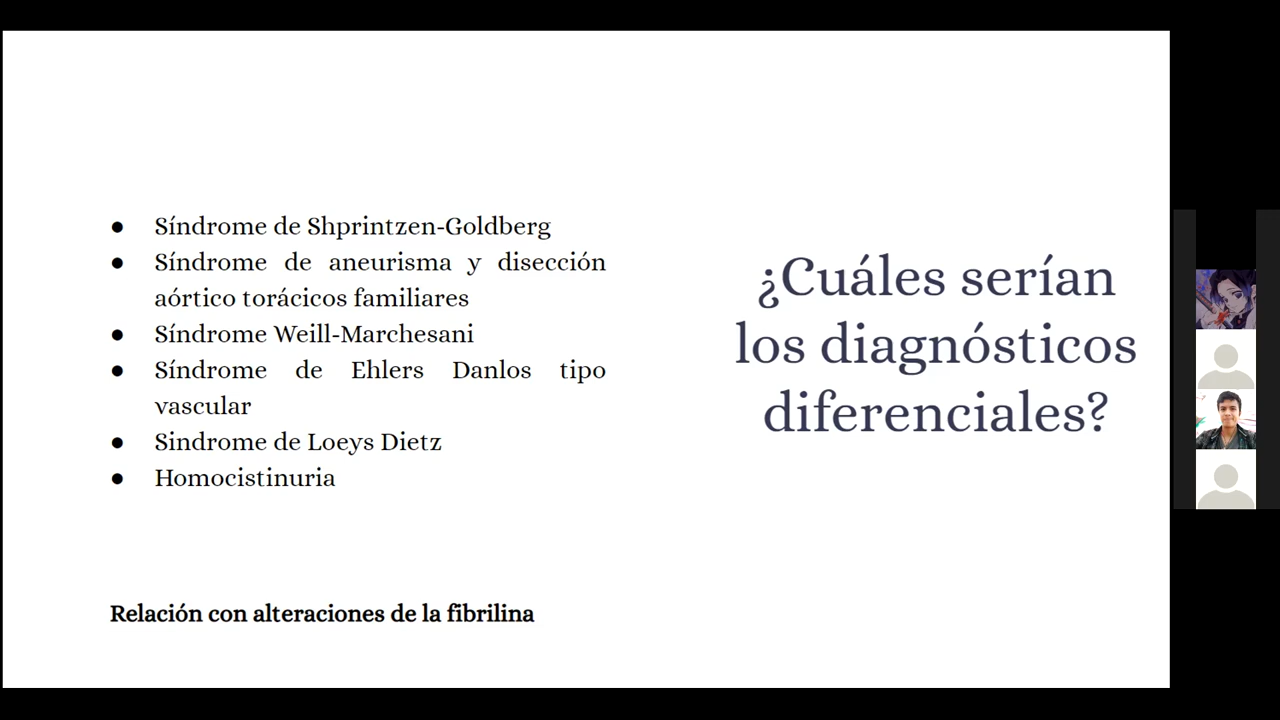 ● Síndrome de Shprintzen-Goldberg
● Síndrome de aneurisma y disección
aórtico torácicos familiares
● Síndrome Weill-Marchesani
● Síndrome de Ehlers Danlos tipo
vascular
● Sindrome de Loeys Dietz
● Homocistinuria
Relación con alteraciones de la fibrilina
¿Cuáles serían
los diagnósticos
diferenciales?